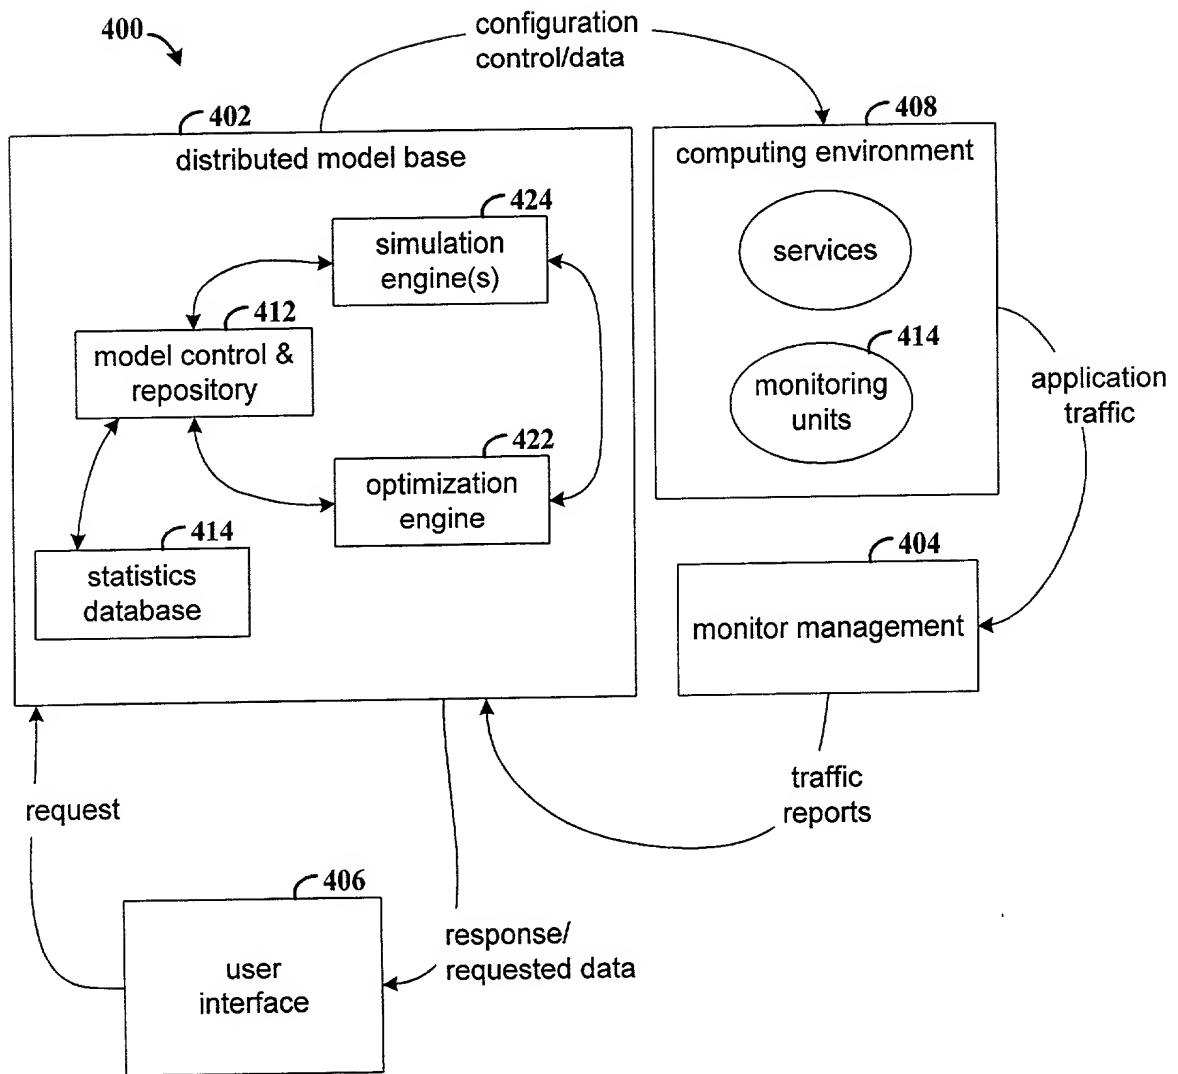 400
configuration
control/data
402
distributed model base
408
computing environment
424
simulation
engine(s)
services
412
model control &
repository
414
monitoring
units
application
traffic
422
optimization
engine
414
statistics
database
404
monitor management
traffic
reports
request
406
user
interface
response/
requested data